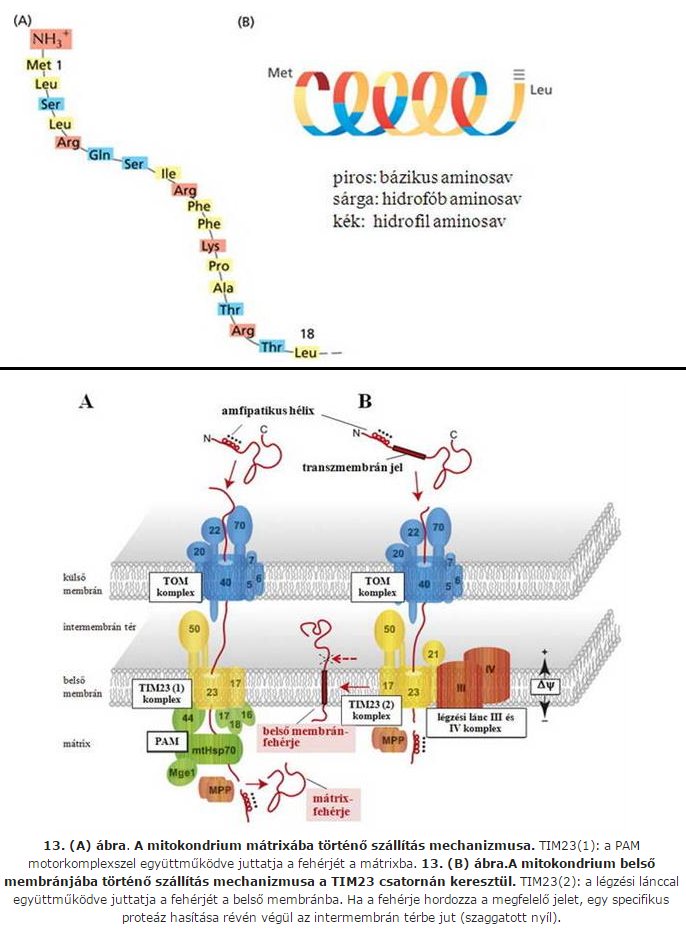 (A)
NH3+
Met 1
Leu
Ser
Leu
Arg
Gln
Ser
Ile
Arg
Phe
Phe
Lys
Pro
Ala
Thr
Arg
Thr
18
Leu
(B)
Met
Leu
piros: bázikus aminosav
sárga: hidrofób aminosav
kék: hidrofil aminosav
A
amfipatikus hélix
B
N
C
N
C
transzmembrán jel
22
70
20
7
40
5
6
TOM
komplex
22
70
20
7
40
5
6
TOM
komplex
külső
membrán
intermembrán tér
50
50
21
belső
membrán
TIM23 (1)
komplex
23
17
17
23
TIM23 (2)
komplex
III
IV
légzési lánc III és
IV komplex
+
Δψ
−
44
17
18
16
PAM
mtHsp70
Mge1
mátrix
MPP
MPP
belső membrán-
fehérje
mátrix-
fehérje
13. (A) ábra. A mitokondrium mátrixába történő szállítás mechanizmusa. TIM23(1): a PAM
motorkomplexszel együttműködve juttatja a fehérjét a mátrixba. 13. (B) ábra.A mitokondrium belső
membránjába történő szállítás mechanizmusa a TIM23 csatornán keresztül. TIM23(2): a légzési lánccal
együttműködve juttatja a fehérjét a belső membránba. Ha a fehérje hordozza a megfelelő jelet, egy specifikus
proteáz hasítása révén végül az intermembrán térbe jut (szaggatott nyíl).